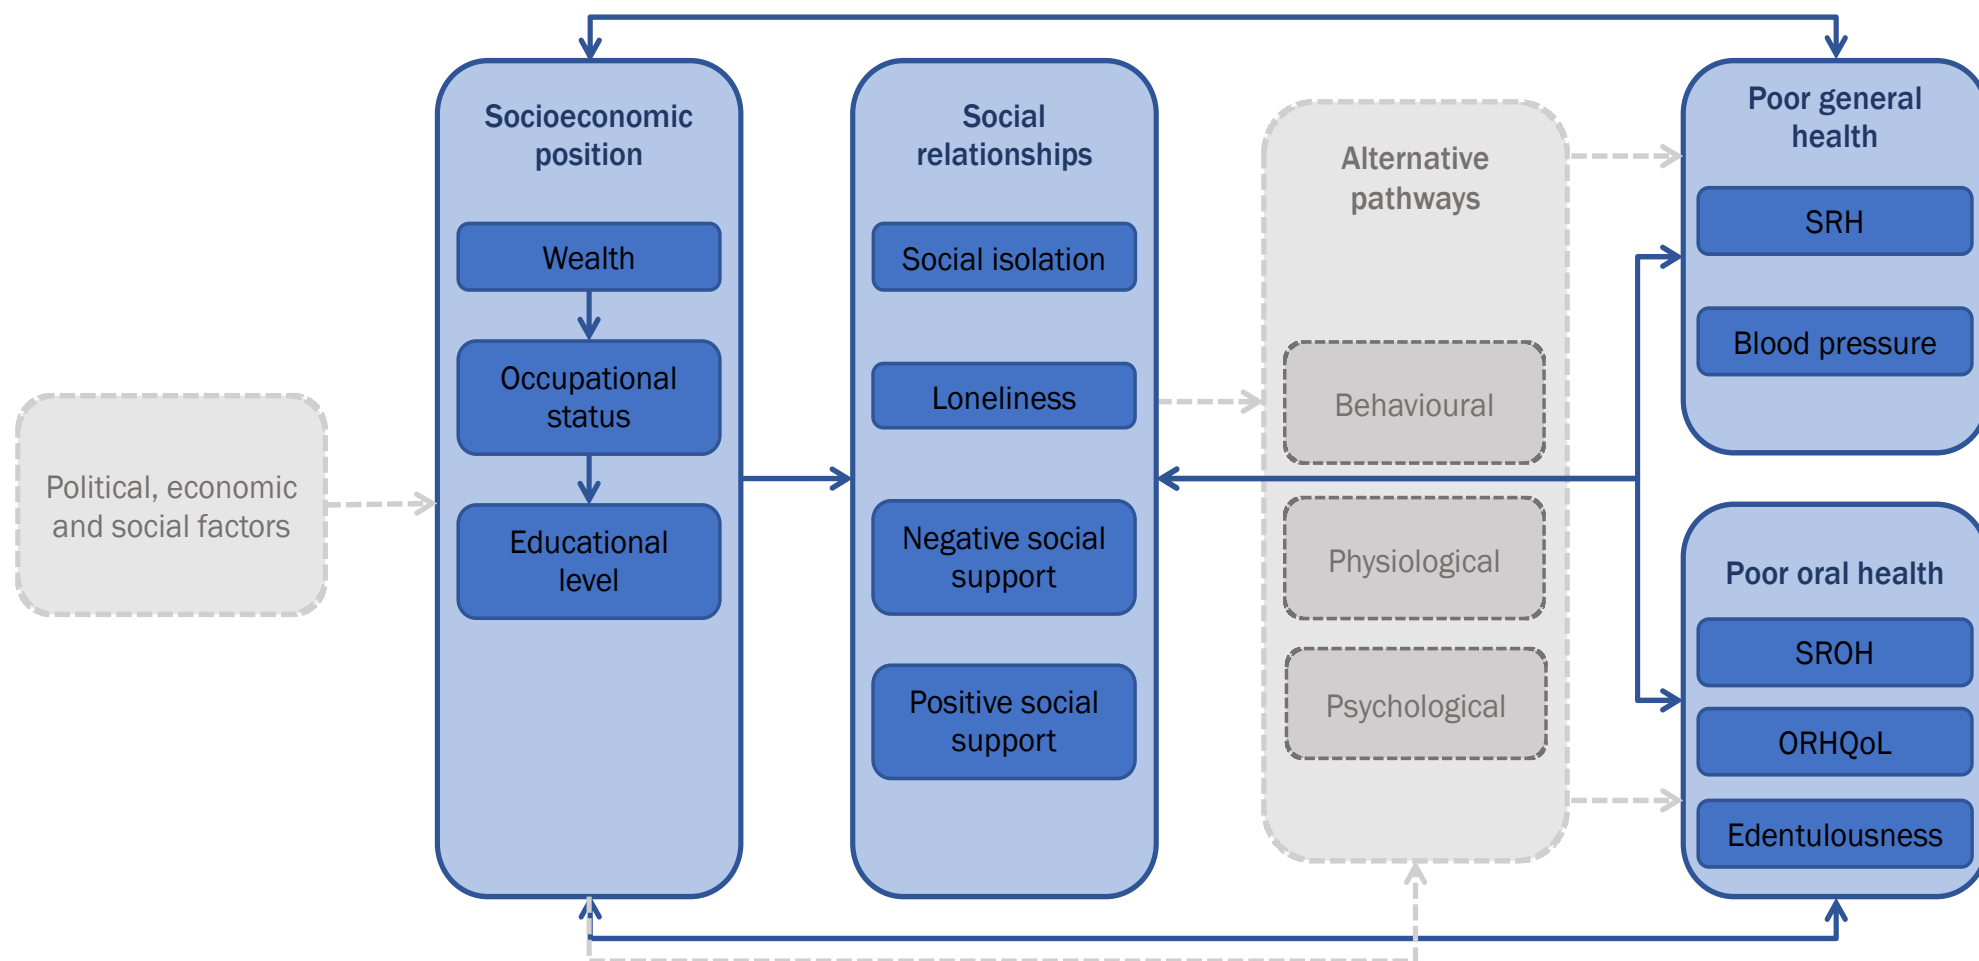 Political, economic
and social factors
Socioeconomic
position
Wealth
Occupational
status
Educational
level
Social
relationships
Social isolation
Loneliness
Negative social
support
Positive social
support
Alternative
pathways
Behavioural
Physiological
Psychological
Poor general
health
SRH
Blood pressure
Poor oral health
SROH
ORHQoL
Edentulousness